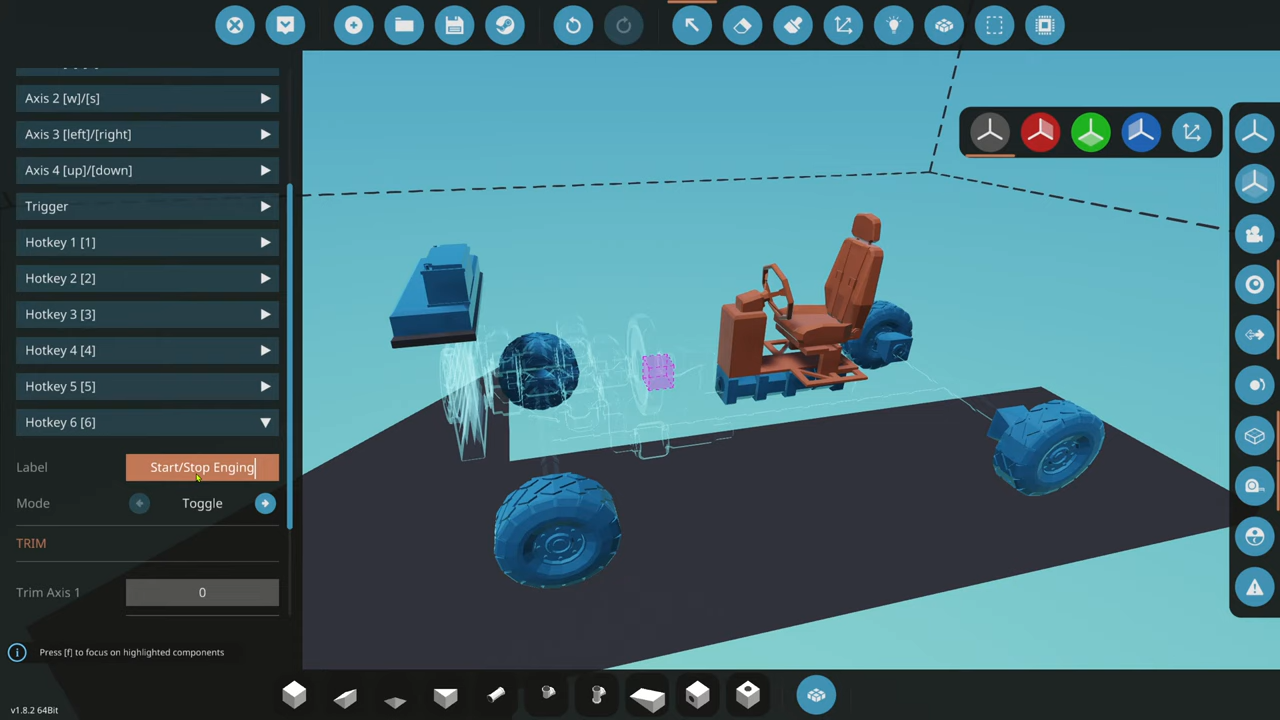 Axis 2 [w]/[s]
Axis 3 [left]/[right]
Axis 4 [up]/[down]
Trigger
Hotkey 1 [1]
Hotkey 2 [2]
Hotkey 3 [3]
Hotkey 4 [4]
Hotkey 5 [5]
Hotkey 6 [6]
Label Start/Stop Enging
Mode Toggle
TRIM
Trim Axis 1 0
Press [f] to focus on highlighted components
v1.8.2 64Bit